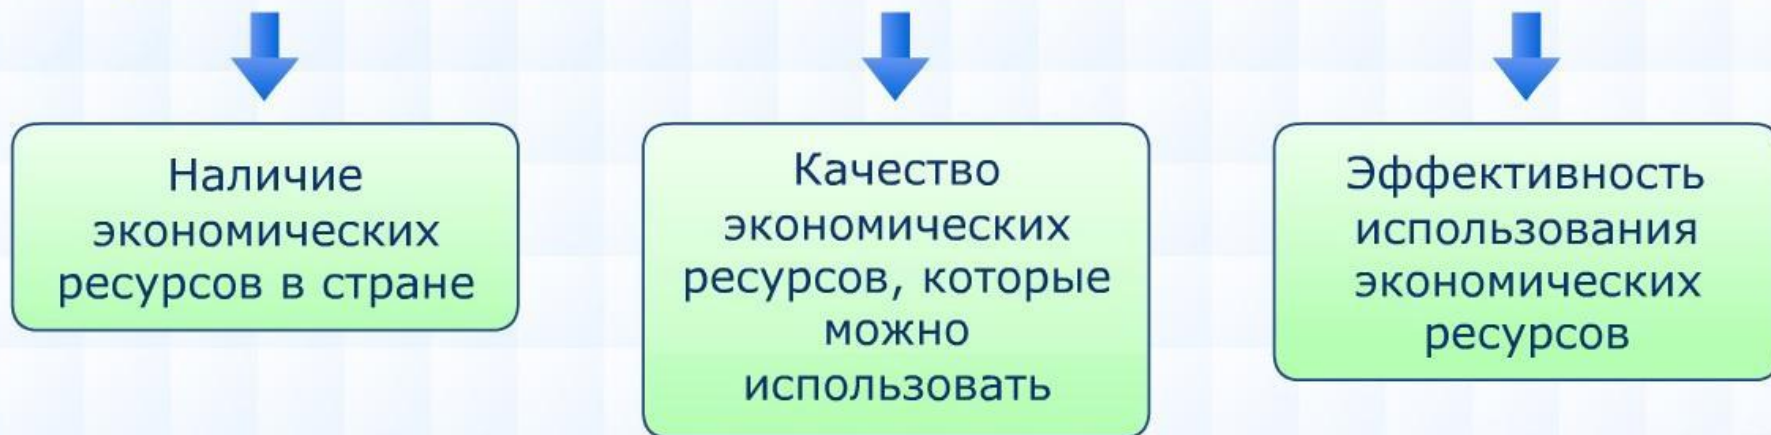 Наличие
экономических
ресурсов в стране
Качество
экономических
ресурсов, которые
можно
использовать
Эффективность
использования
экономических
ресурсов